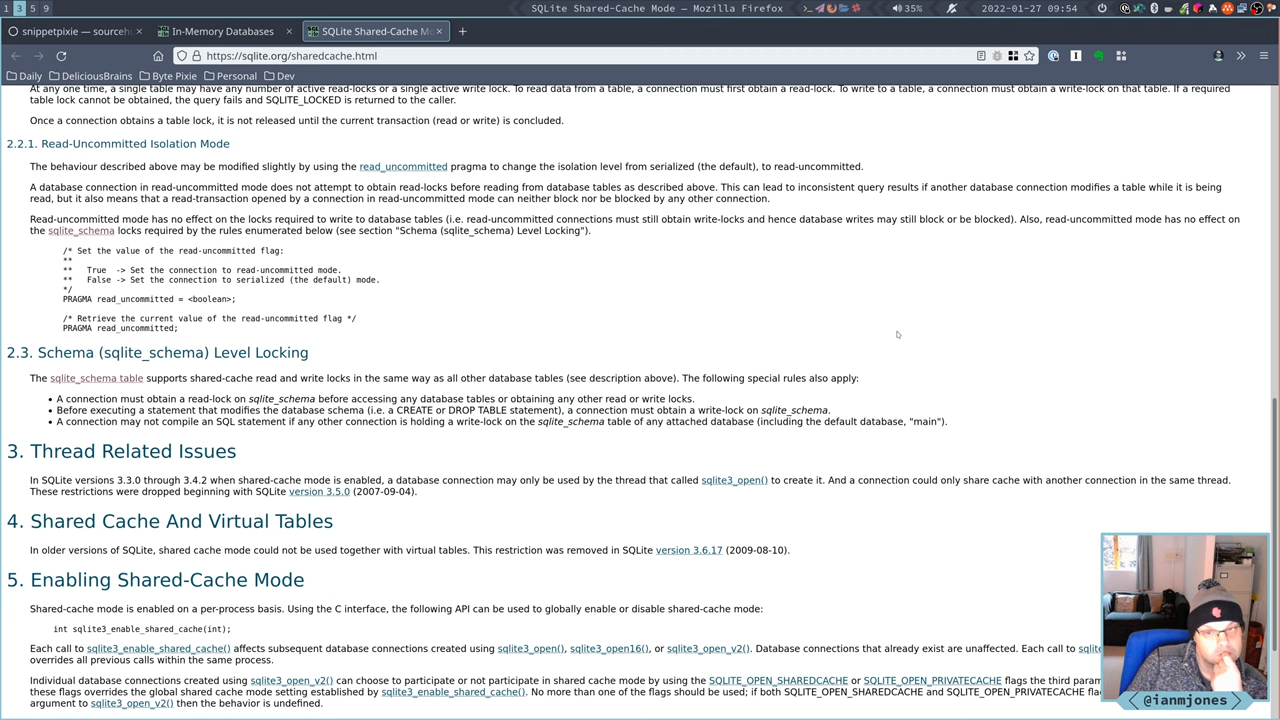 1 3 5 9
SQLite Shared-Cache Mode — Mozilla Firefox
35%
2022-01-27 09:54
snippetpixie — sourceh
In-Memory Databases
SQLite Shared-Cache M
https://sqlite.org/sharedcache.html
Daily DeliciousBrains Byte Pixie Personal Dev
At any one time, a single table may have any number of active read-locks or a single active write lock. To read data from a table, a connection must first obtain a read-lock. To write to a table, a connection must obtain a write-lock on that table. If a required
table lock cannot be obtained, the query fails and SQLITE_LOCKED is returned to the caller.
Once a connection obtains a table lock, it is not released until the current transaction (read or write) is concluded.
2.2.1. Read-Uncommitted Isolation Mode
The behaviour described above may be modified slightly by using the read_uncommitted pragma to change the isolation level from serialized (the default), to read-uncommitted.
A database connection in read-uncommitted mode does not attempt to obtain read-locks before reading from database tables as described above. This can lead to inconsistent query results if another database connection modifies a table while it is being
read, but it also means that a read-transaction opened by a connection in read-uncommitted mode can neither block nor be blocked by any other connection.
Read-uncommitted mode has no effect on the locks required to write to database tables (i.e. read-uncommitted connections must still obtain write-locks and hence database writes may still block or be blocked). Also, read-uncommitted mode has no effect on
the sqlite_schema locks required by the rules enumerated below (see section "Schema (sqlite_schema) Level Locking").
/* Set the value of the read-uncommitted flag:
**
** True -> Set the connection to read-uncommitted mode.
** False -> Set the connection to serialized (the default) mode.
*/
PRAGMA read_uncommitted = <boolean>;
/* Retrieve the current value of the read-uncommitted flag */
PRAGMA read_uncommitted;
2.3. Schema (sqlite_schema) Level Locking
The sqlite_schema table supports shared-cache read and write locks in the same way as all other database tables (see description above). The following special rules also apply:
• A connection must obtain a read-lock on sqlite_schema before accessing any database tables or obtaining any other read or write locks.
• Before executing a statement that modifies the database schema (i.e. a CREATE or DROP TABLE statement), a connection must obtain a write-lock on sqlite_schema.
• A connection may not compile an SQL statement if any other connection is holding a write-lock on the sqlite_schema table of any attached database (including the default database, "main").
3. Thread Related Issues
In SQLite versions 3.3.0 through 3.4.2 when shared-cache mode is enabled, a database connection may only be used by the thread that called sqlite3_open() to create it. And a connection could only share cache with another connection in the same thread.
These restrictions were dropped beginning with SQLite version 3.5.0 (2007-09-04).
4. Shared Cache And Virtual Tables
In older versions of SQLite, shared cache mode could not be used together with virtual tables. This restriction was removed in SQLite version 3.6.17 (2009-08-10).
5. Enabling Shared-Cache Mode
Shared-cache mode is enabled on a per-process basis. Using the C interface, the following API can be used to globally enable or disable shared-cache mode:
int sqlite3_enable_shared_cache(int);
Each call to sqlite3_enable_shared_cache() affects subsequent database connections created using sqlite3_open(), sqlite3_open16(), or sqlite3_open_v2(). Database connections that already exist are unaffected. Each call to sqlite
overrides all previous calls within the same process.
Individual database connections created using sqlite3_open_v2() can choose to participate or not participate in shared cache mode by using the SQLITE_OPEN_SHAREDCACHE or SQLITE_OPEN_PRIVATECACHE flags the third param
these flags overrides the global shared cache mode setting established by sqlite3_enable_shared_cache(). No more than one of the flags should be used; if both SQLITE_OPEN_SHAREDCACHE and SQLITE_OPEN_PRIVATECACHE flag
argument to sqlite3_open_v2() then the behavior is undefined.
@ianmjones